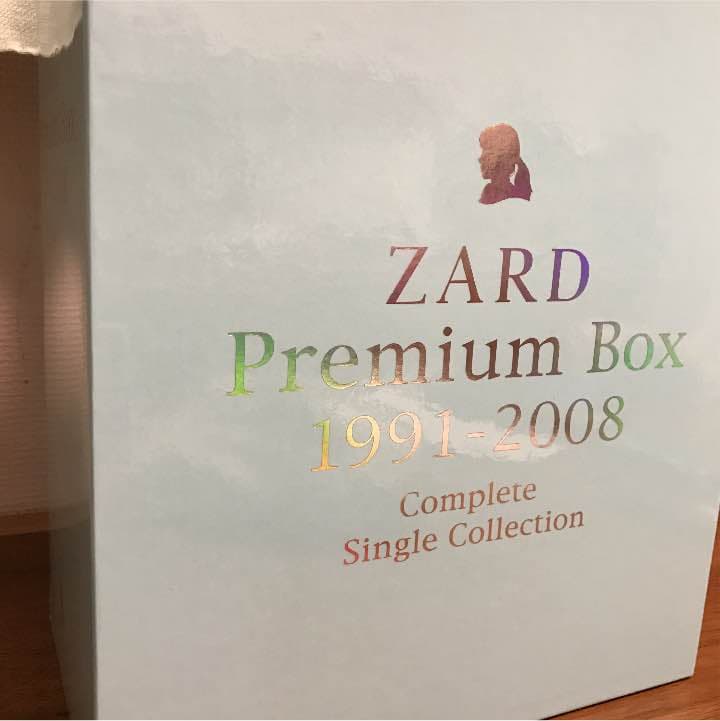 ZARD
Premium Box
1991-2008
Complete
Single Collection